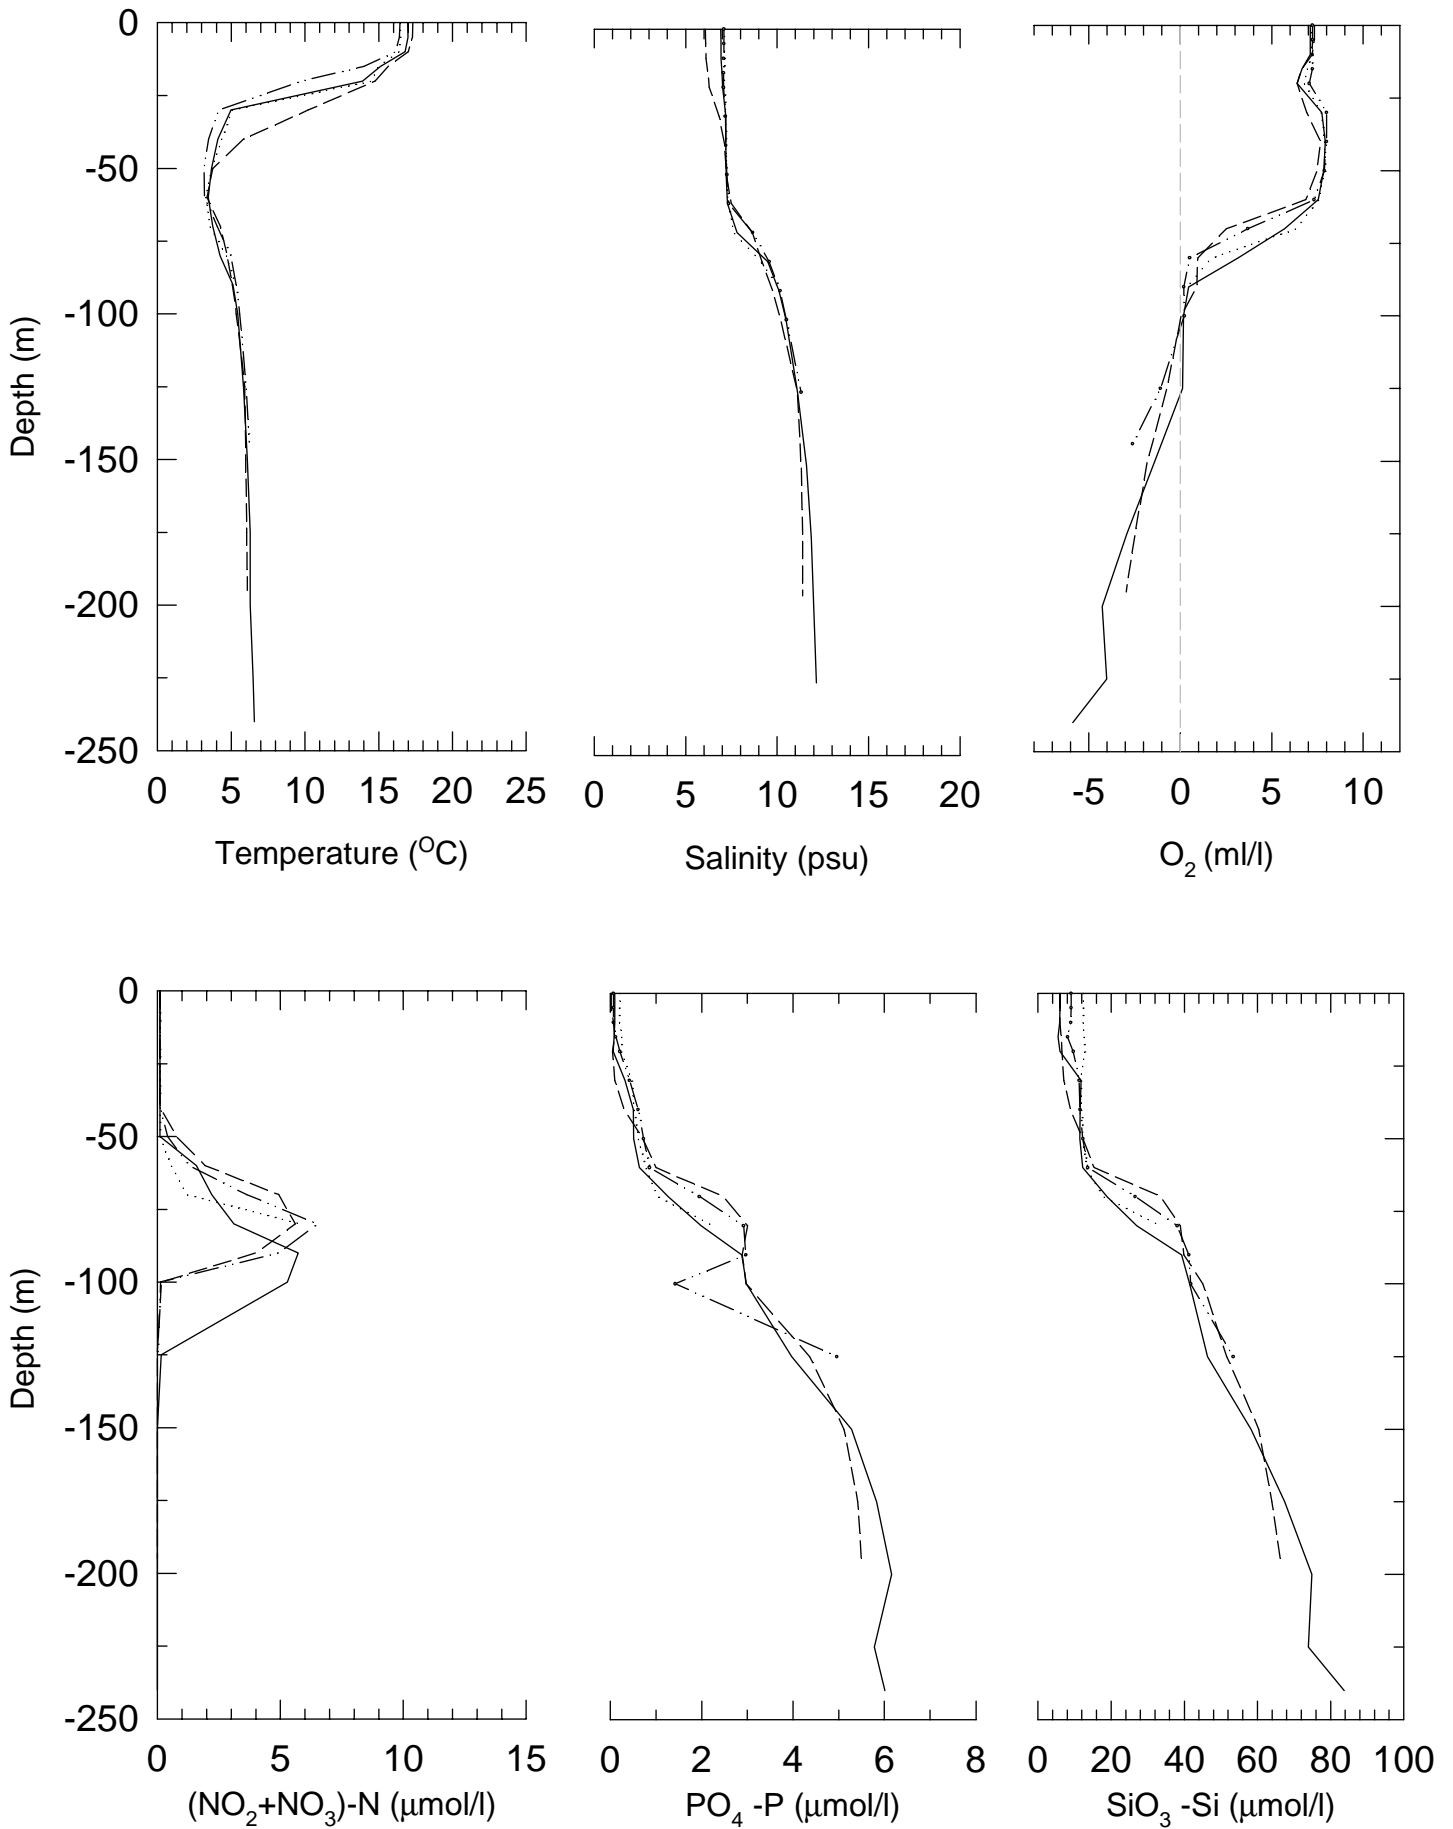 0
-50
-100
-150
-200
-250
Depth (m)
0 5 10 15 20 25
Temperature (OC)
0 5 10 15 20
Salinity (psu)
-5 0 5 10
O2 (ml/l)
0
-50
-100
-150
-200
-250
Depth (m)
0 5 10 15
(NO2+NO3)-N (μmol/l)
0 2 4 6 8
PO4 -P (μmol/l)
0 20 40 60 80 100
SiO3 -Si (μmol/l)